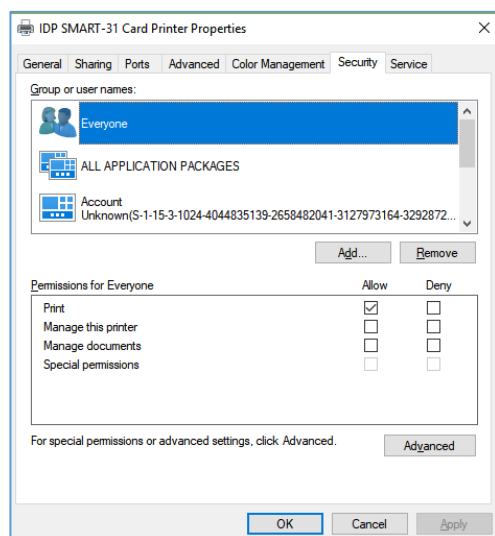 IDP SMART-31 Card Printer Properties
General Sharing Ports Advanced Color Management Security Service
Group or user names:
Everyone
ALL APPLICATION PACKAGES
Account
Unknown(S-1-15-3-1024-4044835139-2658482041-3127973164-3292872...
Add... Remove
Permissions for Everyone Allow Deny
Print
Manage this printer
Manage documents
Special permissions
For special permissions or advanced settings, click Advanced. Advanced
OK Cancel Apply